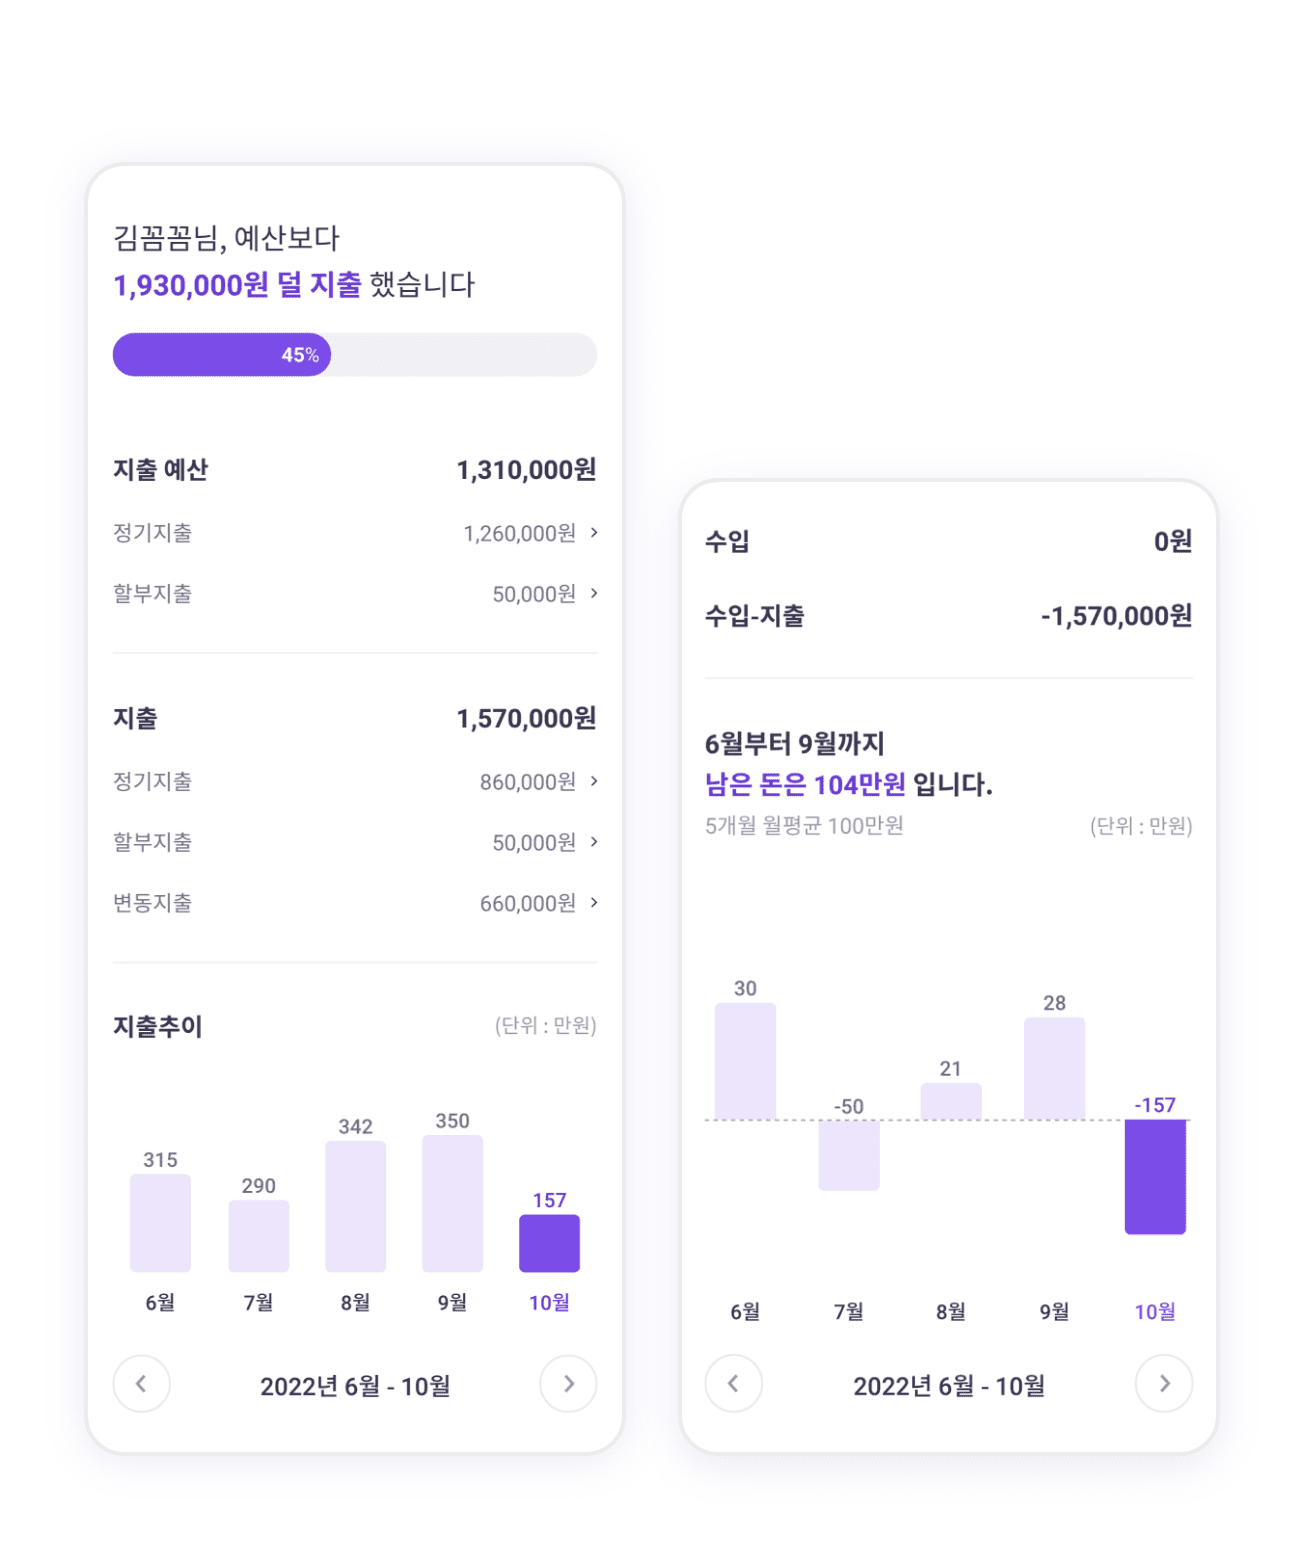 김꼼꼼님, 예산보다
1,930,000원 덜 지출 했습니다
45%
지출 예산 1,310,000원
정기지출 1,260,000원 >
할부지출 50,000원 >
지출 1,570,000원
정기지출 860,000원 >
할부지출 50,000원 >
변동지출 660,000원 >
지출추이 (단위 : 만원)
315 290 342 350 157
6월 7월 8월 9월 10월
< 2022년 6월 - 10월 >
수입 0원
수입-지출 -1,570,000원
6월부터 9월까지
남은 돈은 104만원 입니다.
5개월 월평균 100만원 (단위 : 만원)
30 -50 21 28 -157
6월 7월 8월 9월 10월
< 2022년 6월 - 10월 >